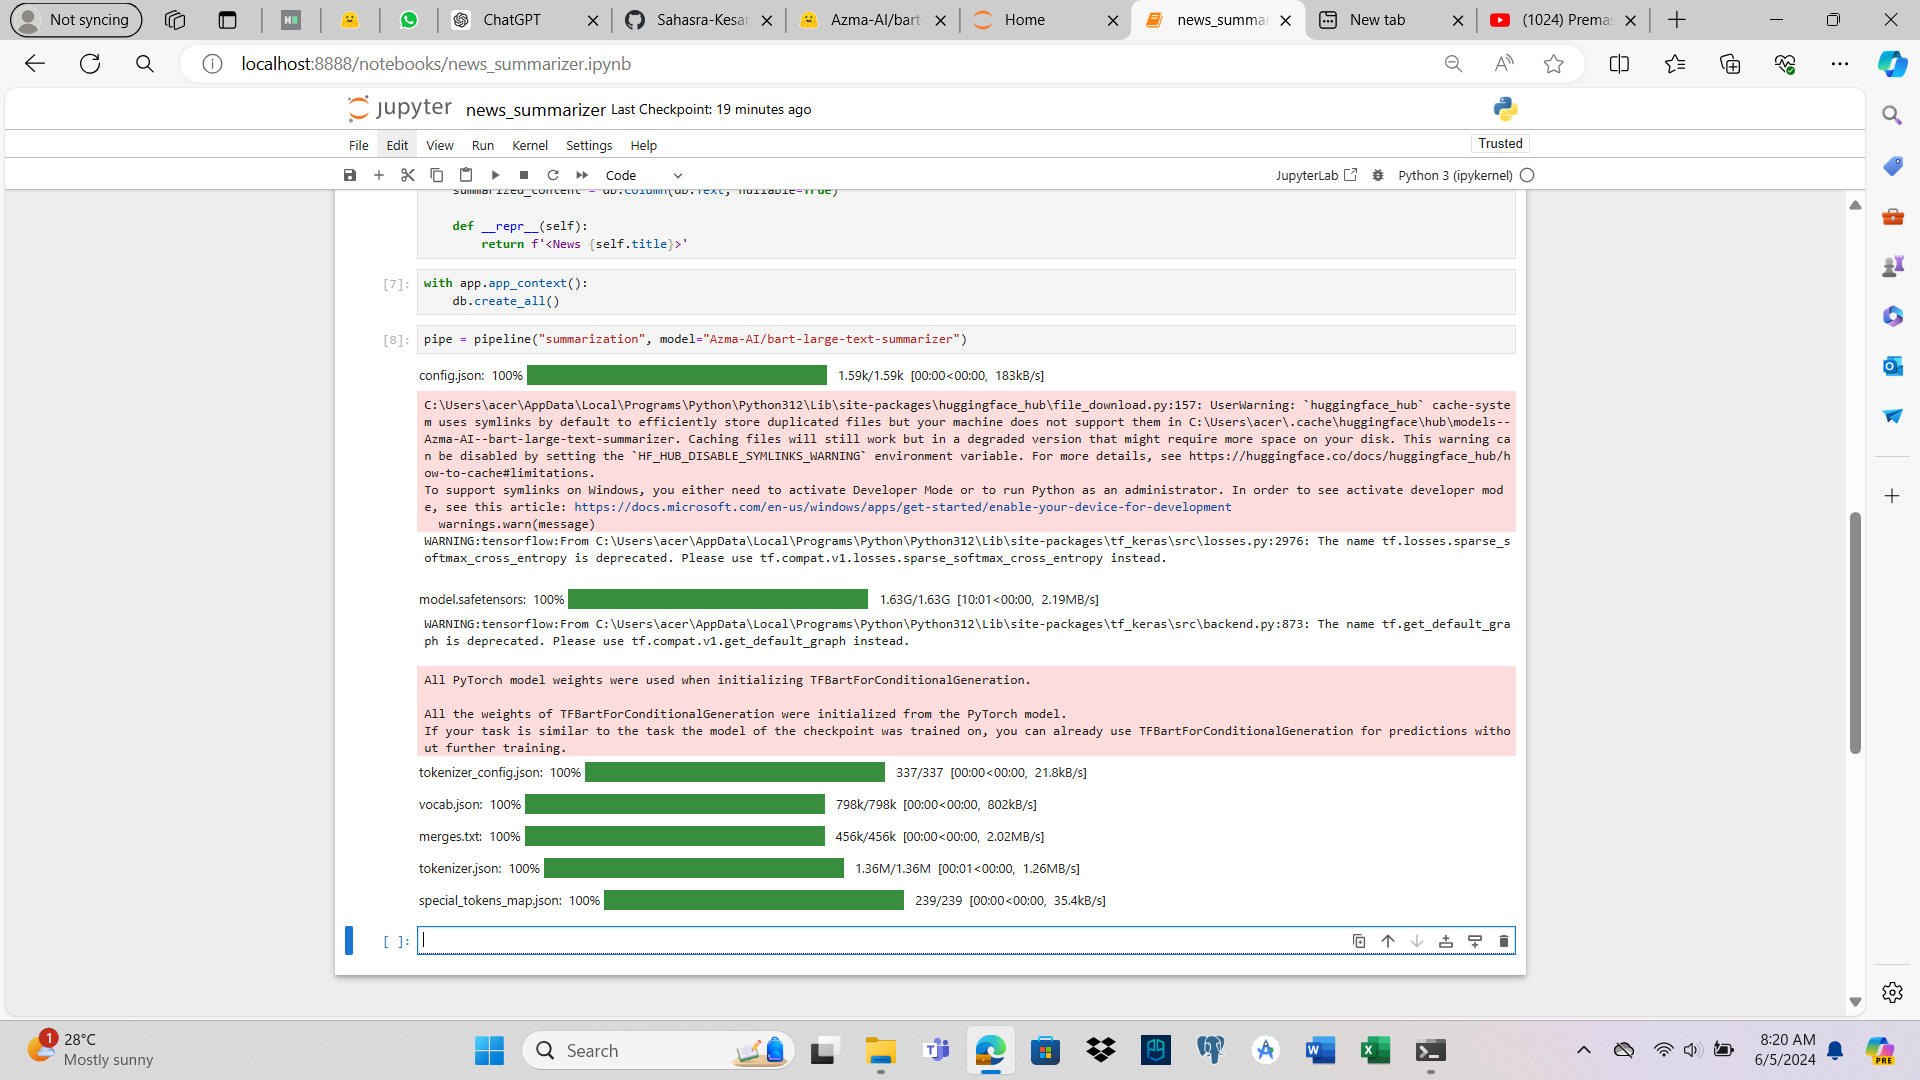 Not syncing
ChatGPT
Sahasra-Kesar
Azma-AI/bart-
Home
news_summar
New tab
(1024) Premas
localhost:8888/notebooks/news_summarizer.ipynb
jupyter news_summarizer Last Checkpoint: 19 minutes ago
File Edit View Run Kernel Settings Help
Trusted
Code
JupyterLab
Python 3 (ipykernel)
summarized_content = db.Column(db.Text, nullable=True)
def __repr__(self):
return f'<News {self.title}>'
[7]:
with app.app_context():
db.create_all()
[8]:
pipe = pipeline("summarization", model="Azma-AI/bart-large-text-summarizer")
config.json: 100% 1.59k/1.59k [00:00<00:00, 183kB/s]
C:\Users\acer\AppData\Local\Programs\Python\Python312\Lib\site-packages\huggingface_hub\file_download.py:157: UserWarning: `huggingface_hub` cache-syste
m uses symlinks by default to efficiently store duplicated files but your machine does not support them in C:\Users\acer\.cache\huggingface\hub\models--
Azma-AI--bart-large-text-summarizer. Caching files will still work but in a degraded version that might require more space on your disk. This warning ca
n be disabled by setting the `HF_HUB_DISABLE_SYMLINKS_WARNING` environment variable. For more details, see https://huggingface.co/docs/huggingface_hub/h
ow-to-cache#limitations.
To support symlinks on Windows, you either need to activate Developer Mode or to run Python as an administrator. In order to see activate developer mod
e, see this article: https://docs.microsoft.com/en-us/windows/apps/get-started/enable-your-device-for-development
warnings.warn(message)
WARNING:tensorflow:From C:\Users\acer\AppData\Local\Programs\Python\Python312\Lib\site-packages\tf_keras\src\losses.py:2976: The name tf.losses.sparse_s
oftmax_cross_entropy is deprecated. Please use tf.compat.v1.losses.sparse_softmax_cross_entropy instead.
model.safetensors: 100% 1.63G/1.63G [10:01<00:00, 2.19MB/s]
WARNING:tensorflow:From C:\Users\acer\AppData\Local\Programs\Python\Python312\Lib\site-packages\tf_keras\src\backend.py:873: The name tf.get_default_gra
ph is deprecated. Please use tf.compat.v1.get_default_graph instead.
All PyTorch model weights were used when initializing TFBartForConditionalGeneration.
All the weights of TFBartForConditionalGeneration were initialized from the PyTorch model.
If your task is similar to the task the model of the checkpoint was trained on, you can already use TFBartForConditionalGeneration for predictions witho
ut further training.
tokenizer_config.json: 100% 337/337 [00:00<00:00, 21.8kB/s]
vocab.json: 100% 798k/798k [00:00<00:00, 802kB/s]
merges.txt: 100% 456k/456k [00:00<00:00, 2.02MB/s]
tokenizer.json: 100% 1.36M/1.36M [00:01<00:00, 1.26MB/s]
special_tokens_map.json: 100% 239/239 [00:00<00:00, 35.4kB/s]
[ ]:
1
28°C
Mostly sunny
Search
8:20 AM
6/5/2024
PRE